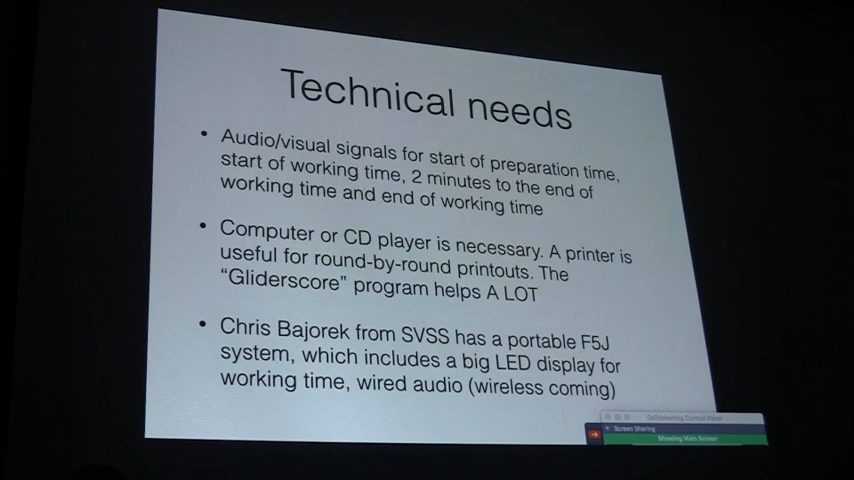 Technical needs
• Audio/visual signals for start of preparation time,
start of working time, 2 minutes to the end of
working time and end of working time
• Computer or CD player is necessary. A printer is
useful for round-by-round printouts. The
“Gliderscore” program helps A LOT
• Chris Bajorek from SVSS has a portable F5J
system, which includes a big LED display for
working time, wired audio (wireless coming)
GoToMeeting Control Panel
Screen Sharing
Showing Main Screen